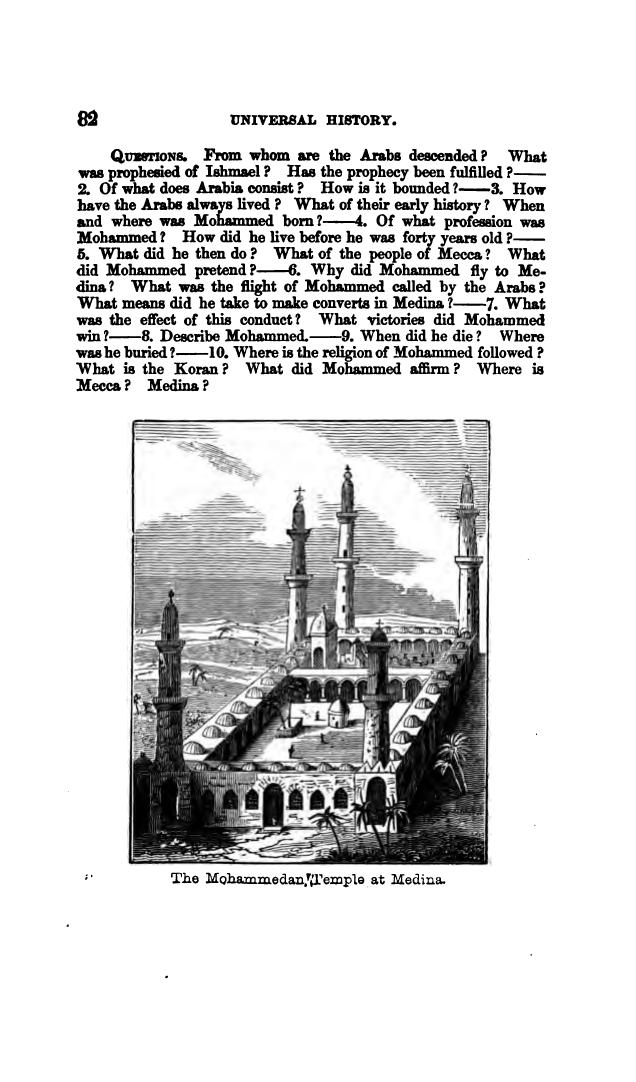 82 UNIVERSAL HISTORY.
QUESTIONS. From whom are the Arabs descended? What
was prophesied of Ishmael? Has the prophecy been fulfilled?——
2. Of what does Arabia consist? How is it bounded?——3. How
have the Arabs always lived? What of their early history? When
and where was Mohammed born?——4. Of what profession was
Mohammed? How did he live before he was forty years old?——
5. What did he then do? What of the people of Mecca? What
did Mohammed pretend?——6. Why did Mohammed fly to Me-
dina? What was the flight of Mohammed called by the Arabs?
What means did he take to make converts in Medina?——7. What
was the effect of this conduct? What victories did Mohammed
win?——8. Describe Mohammed.——9. When did he die? Where
was he buried?——10. Where is the religion of Mohammed followed?
What is the Koran? What did Mohammed affirm? Where is
Mecca? Medina?
The Mohammedan Temple at Medina.